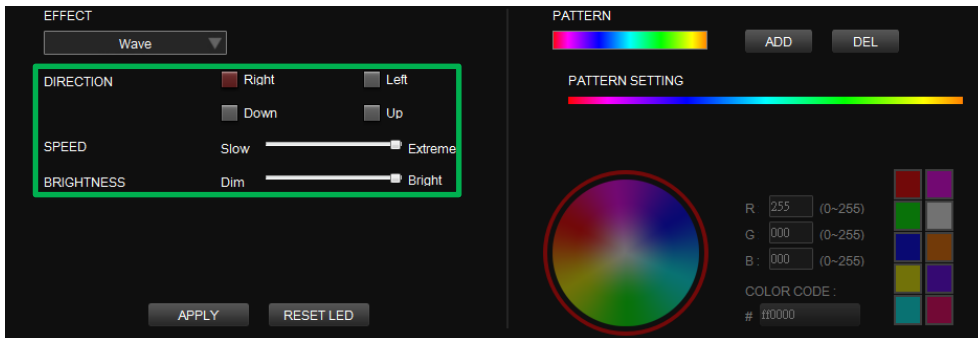 EFFECT
Wave
DIRECTION
Right
Left
Down
Up
SPEED
Slow
Extreme
BRIGHTNESS
Dim
Bright
APPLY
RESET LED
PATTERN
ADD
DEL
PATTERN SETTING
R 255 (0~255)
G 000 (0~255)
B : 000 (0~255)
COLOR CODE :
# ff0000